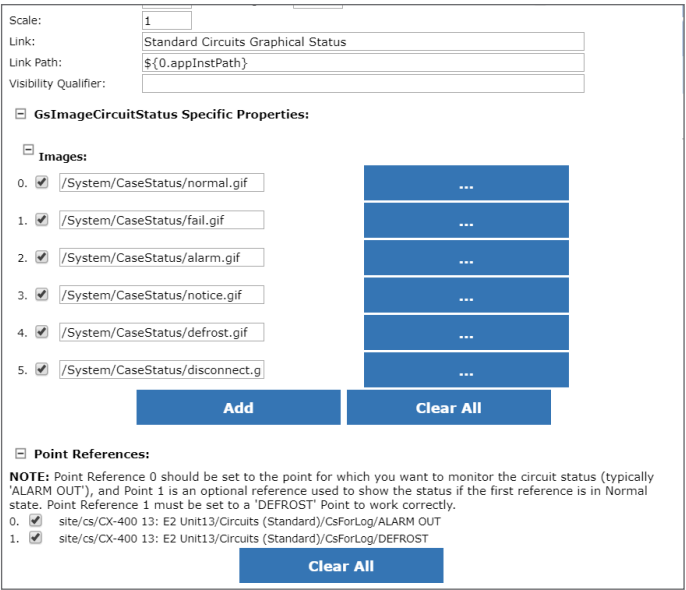 Scale: 1
Link: Standard Circuits Graphical Status
Link Path: ${0.appInstPath}
Visibility Qualifier:
GsImageCircuitStatus Specific Properties:
Images:
0. /System/CaseStatus/normal.gif ...
1. /System/CaseStatus/fail.gif ...
2. /System/CaseStatus/alarm.gif ...
3. /System/CaseStatus/notice.gif ...
4. /System/CaseStatus/defrost.gif ...
5. /System/CaseStatus/disconnect.g ...
Add Clear All
Point References:
NOTE: Point Reference 0 should be set to the point for which you want to monitor the circuit status (typically
'ALARM OUT'), and Point 1 is an optional reference used to show the status if the first reference is in Normal
state. Point Reference 1 must be set to a 'DEFROST' Point to work correctly.
0. site/cs/CX-400 13: E2 Unit13/Circuits (Standard)/CsForLog/ALARM OUT
1. site/cs/CX-400 13: E2 Unit13/Circuits (Standard)/CsForLog/DEFROST
Clear All